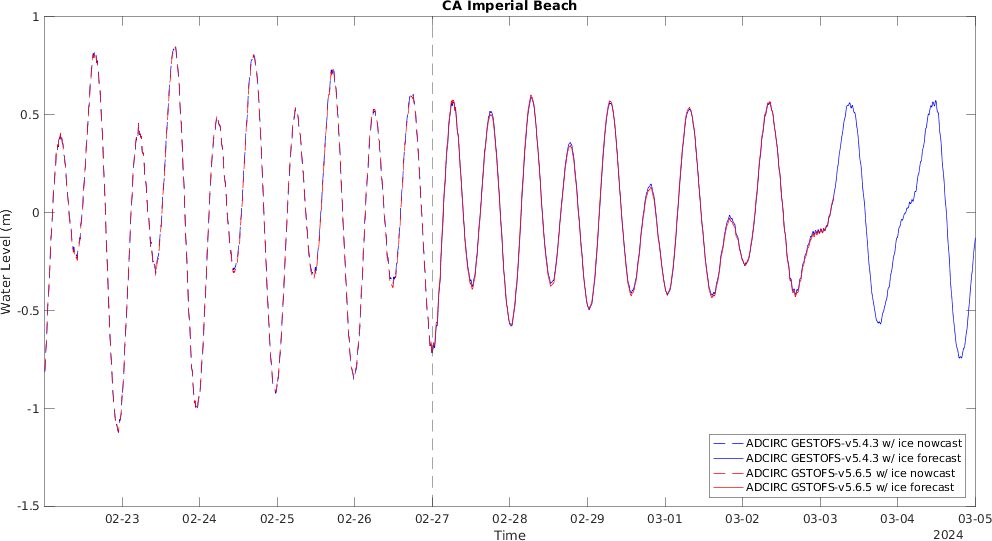 CA Imperial Beach
Water Level (m)
1
0.5
0
-0.5
-1
-1.5
ADCIRC GESTOFS-v5.4.3 w/ ice nowcast
ADCIRC GESTOFS-v5.4.3 w/ ice forecast
ADCIRC GSTOFS-v5.6.5 w/ ice nowcast
ADCIRC GSTOFS-v5.6.5 w/ ice forecast
02-23 02-24 02-25 02-26 02-27 02-28 02-29 03-01 03-02 03-03 03-04 03-05
Time
2024